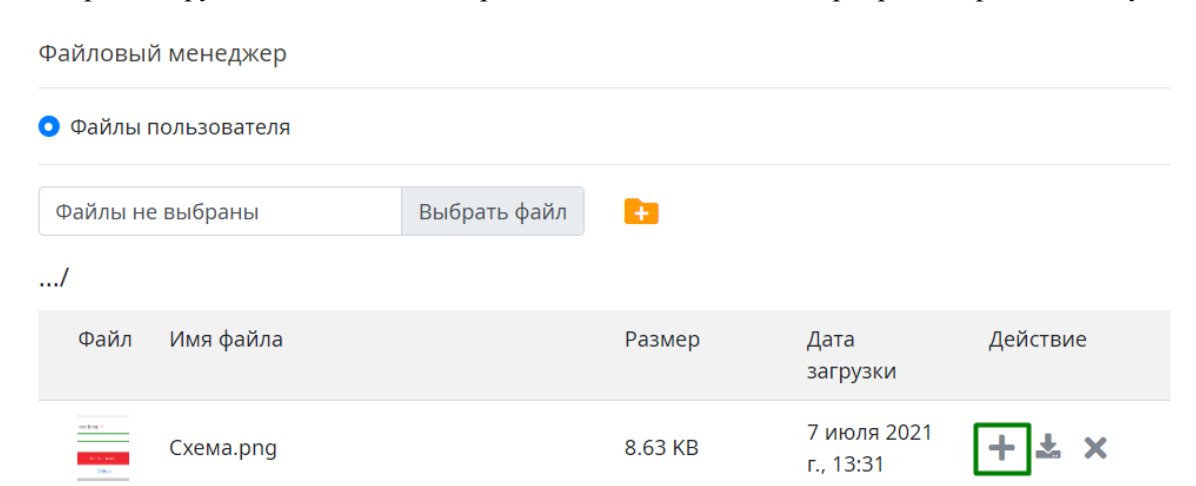 Файловый менеджер
Файлы пользователя
Файлы не выбраны Выбрать файл
.../
Файл Имя файла Размер Дата загрузки Действие
Схема.png 8.63 KB 7 июля 2021 г., 13:31